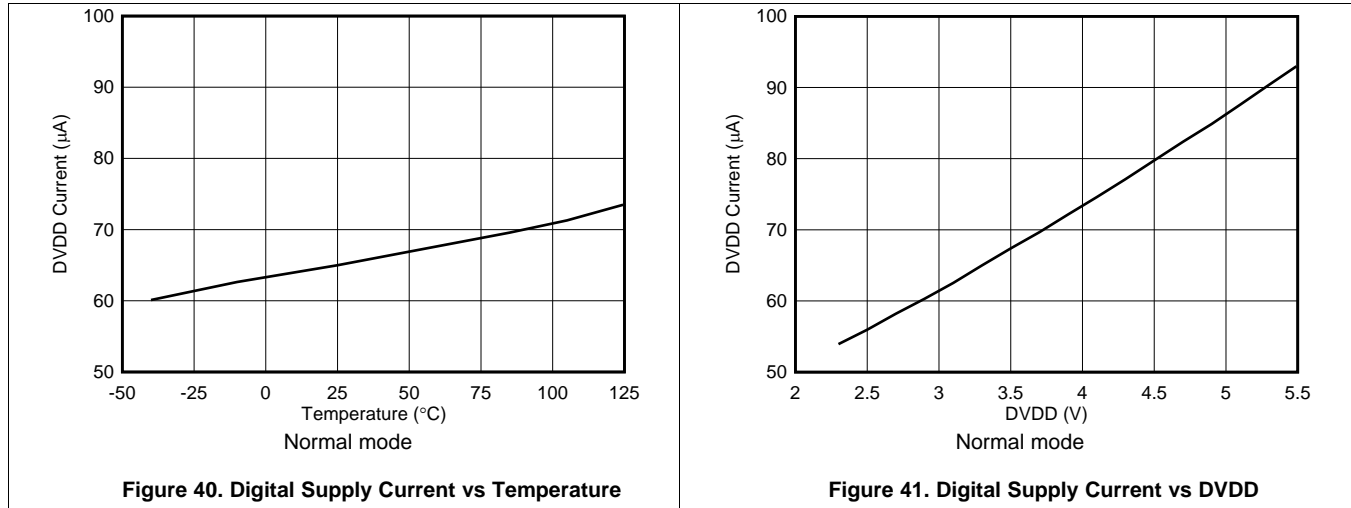 100
90
80
70
60
50
DVDD Current (μA)
-50 -25 0 25 50 75 100 125
Temperature (°C)
Normal mode
Figure 40. Digital Supply Current vs Temperature
100
90
80
70
60
50
DVDD Current (μA)
2 2.5 3 3.5 4 4.5 5 5.5
DVDD (V)
Normal mode
Figure 41. Digital Supply Current vs DVDD